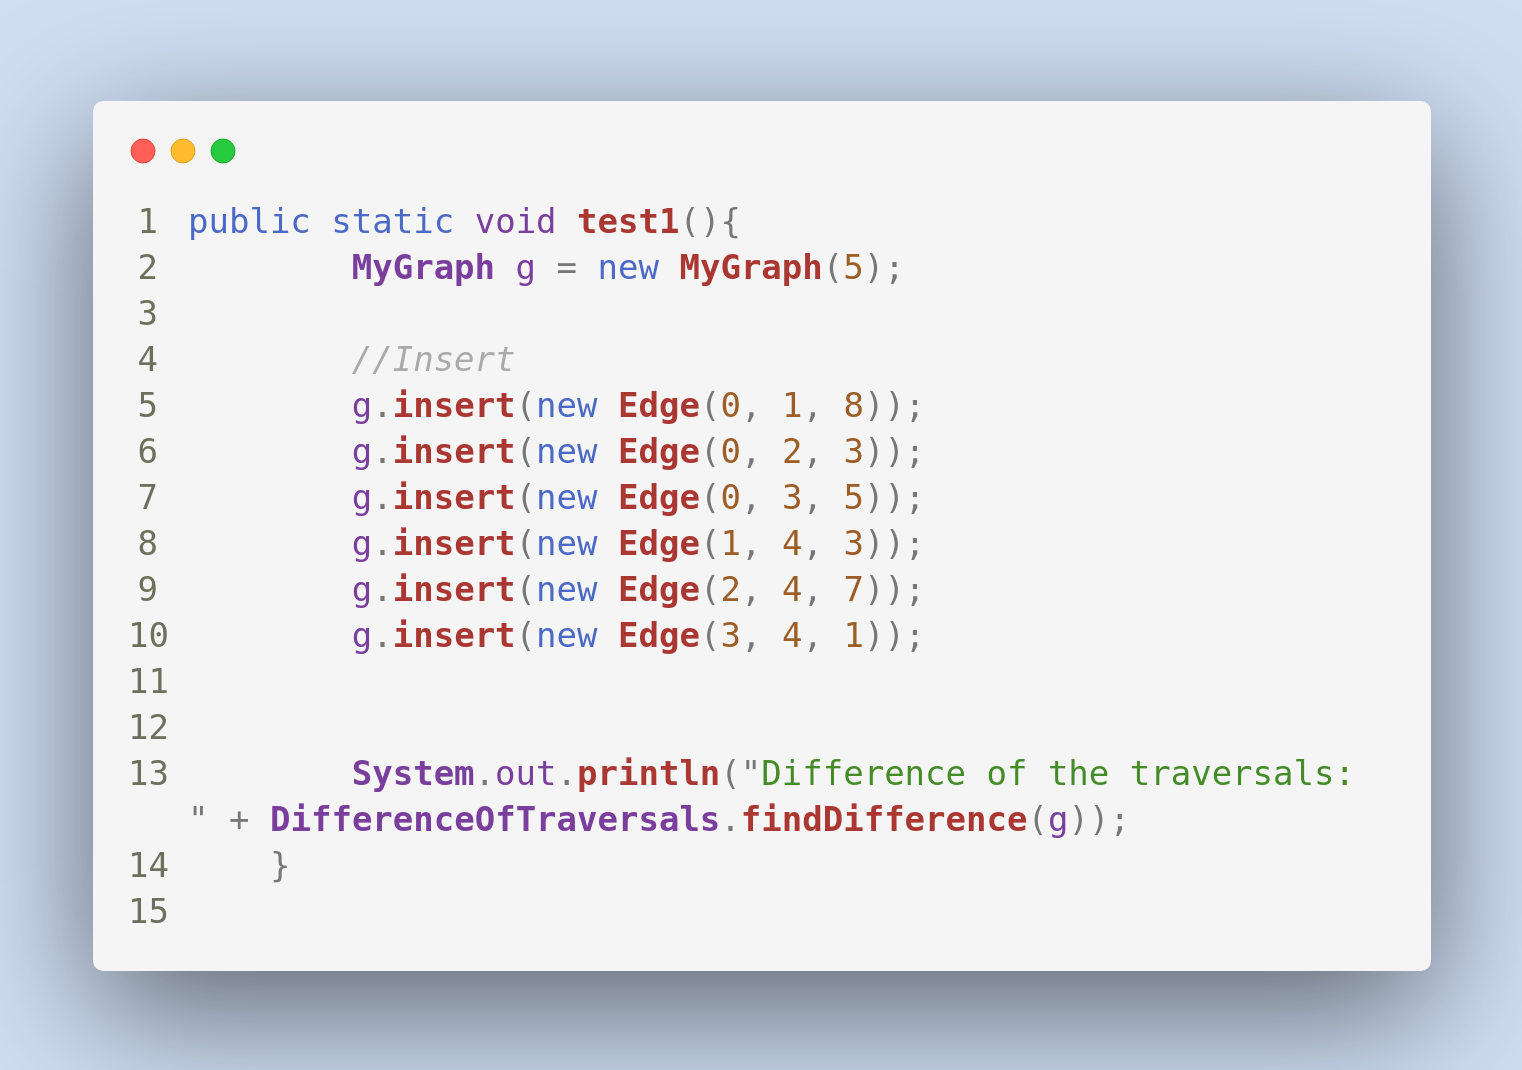 1 public static void test1(){
2         MyGraph g = new MyGraph(5);
3
4         //Insert
5         g.insert(new Edge(0, 1, 8));
6         g.insert(new Edge(0, 2, 3));
7         g.insert(new Edge(0, 3, 5));
8         g.insert(new Edge(1, 4, 3));
9         g.insert(new Edge(2, 4, 7));
10         g.insert(new Edge(3, 4, 1));
11
12
13         System.out.println("Difference of the traversals:
" + DifferenceOfTraversals.findDifference(g));
14     }
15